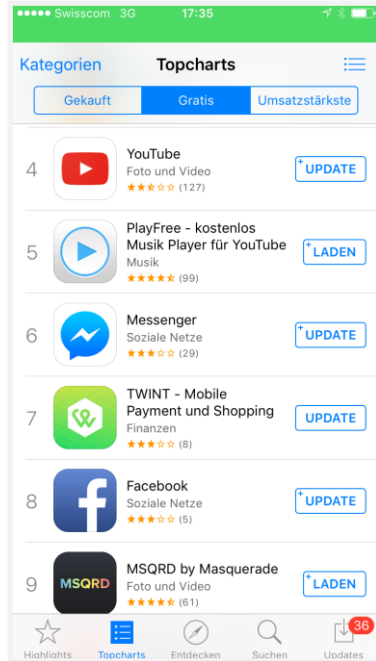 Swisscom 3G 17:35
Kategorien Topcharts
Gekauft Gratis Umsatzstärkste
4 YouTube
Foto und Video
(127)
+UPDATE
5 PlayFree - kostenlos
Musik Player für YouTube
Musik
(99)
+LADEN
6 Messenger
Soziale Netze
(29)
+UPDATE
7 TWINT - Mobile
Payment und Shopping
Finanzen
(8)
UPDATE
8 Facebook
Soziale Netze
(5)
+UPDATE
9 MSQRD MSQRD by Masquerade
Foto und Video
(61)
+LADEN
36
Highlights Topcharts Entdecken Suchen Updates